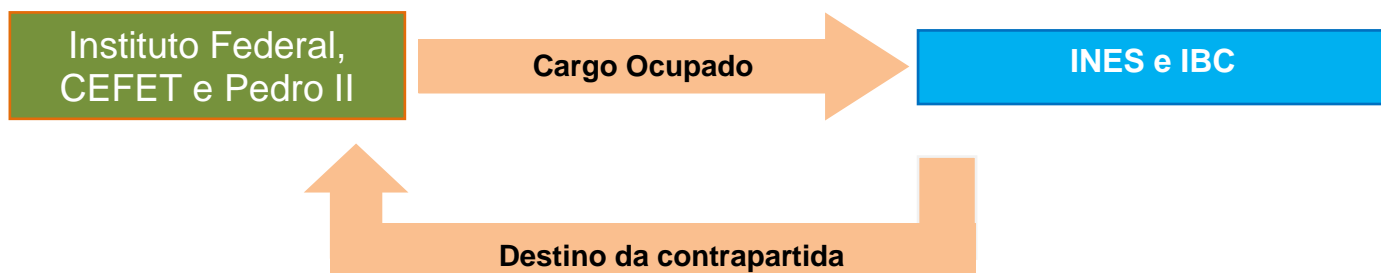 Instituto Federal,
CEFET e Pedro II
Cargo Ocupado
INES e IBC
Destino da contrapartida